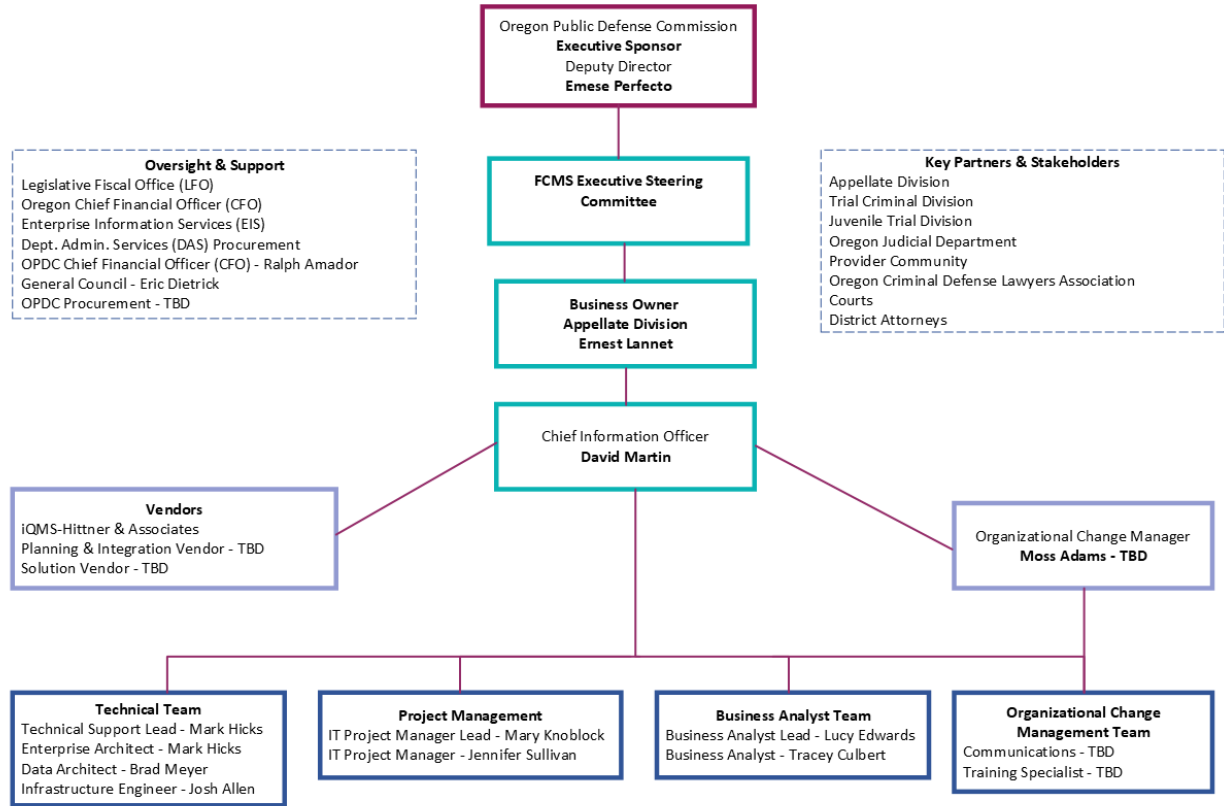 Oregon Public Defense Commission
Executive Sponsor
Deputy Director
Emese Perfecto
Oversight & Support
Legislative Fiscal Office (LFO)
Oregon Chief Financial Officer (CFO)
Enterprise Information Services (EIS)
Dept. Admin. Services (DAS) Procurement
OPDC Chief Financial Officer (CFO) - Ralph Amador
General Council - Eric Dietrick
OPDC Procurement - TBD
FCMS Executive Steering
Committee
Key Partners & Stakeholders
Appellate Division
Trial Criminal Division
Juvenile Trial Division
Oregon Judicial Department
Provider Community
Oregon Criminal Defense Lawyers Association
Courts
District Attorneys
Business Owner
Appellate Division
Ernest Lannet
Chief Information Officer
David Martin
Vendors
iQMS-Hittner & Associates
Planning & Integration Vendor - TBD
Solution Vendor - TBD
Organizational Change Manager
Moss Adams - TBD
Technical Team
Technical Support Lead - Mark Hicks
Enterprise Architect - Mark Hicks
Data Architect - Brad Meyer
Infrastructure Engineer - Josh Allen
Project Management
IT Project Manager Lead - Mary Knoblock
IT Project Manager - Jennifer Sullivan
Business Analyst Team
Business Analyst Lead - Lucy Edwards
Business Analyst - Tracey Culbert
Organizational Change
Management Team
Communications - TBD
Training Specialist - TBD